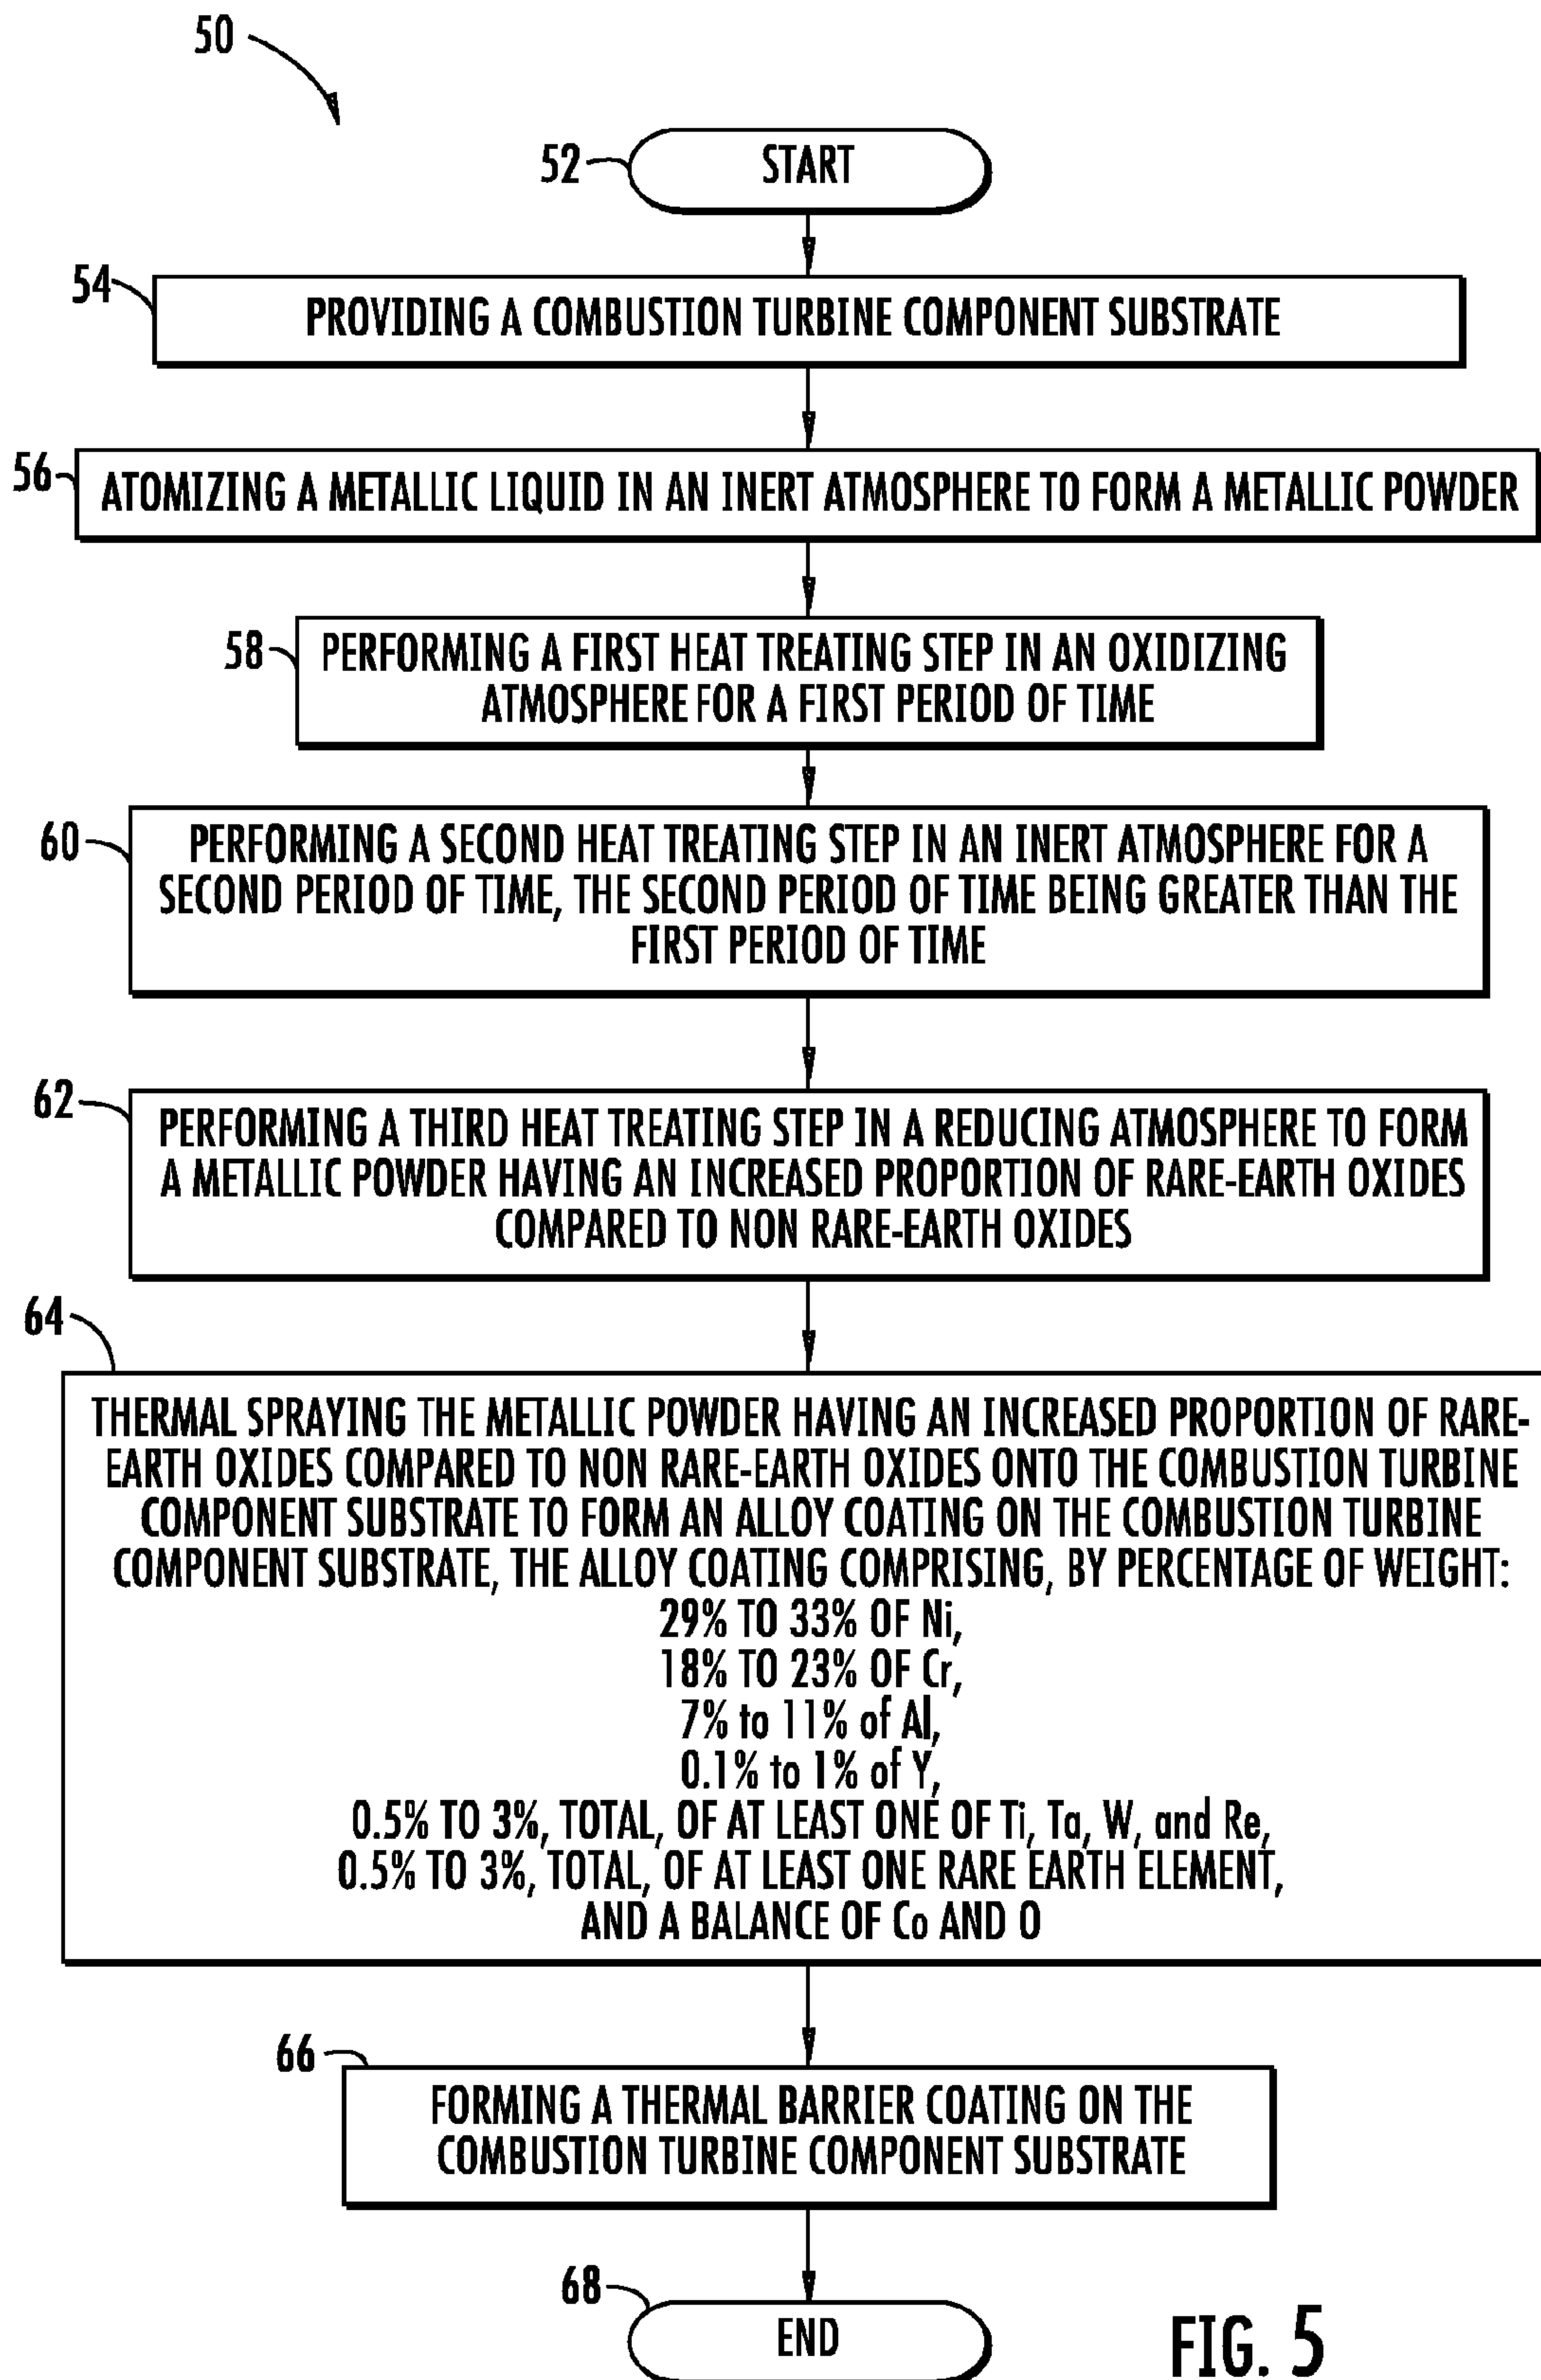 50
52
START
54
PROVIDING A COMBUSTION TURBINE COMPONENT SUBSTRATE
56
ATOMIZING A METALLIC LIQUID IN AN INERT ATMOSPHERE TO FORM A METALLIC POWDER
58
PERFORMING A FIRST HEAT TREATING STEP IN AN OXIDIZING
ATMOSPHERE FOR A FIRST PERIOD OF TIME
60
PERFORMING A SECOND HEAT TREATING STEP IN AN INERT ATMOSPHERE FOR A
SECOND PERIOD OF TIME, THE SECOND PERIOD OF TIME BEING GREATER THAN THE
FIRST PERIOD OF TIME
62
PERFORMING A THIRD HEAT TREATING STEP IN A REDUCING ATMOSPHERE TO FORM
A METALLIC POWDER HAVING AN INCREASED PROPORTION OF RARE-EARTH OXIDES
COMPARED TO NON RARE-EARTH OXIDES
64
THERMAL SPRAYING THE METALLIC POWDER HAVING AN INCREASED PROPORTION OF RARE-
EARTH OXIDES COMPARED TO NON RARE-EARTH OXIDES ONTO THE COMBUSTION TURBINE
COMPONENT SUBSTRATE TO FORM AN ALLOY COATING ON THE COMBUSTION TURBINE
COMPONENT SUBSTRATE, THE ALLOY COATING COMPRISING, BY PERCENTAGE OF WEIGHT:
29% TO 33% OF Ni,
18% TO 23% OF Cr,
7% to 11% of Al,
0.1% to 1% of Y,
0.5% TO 3%, TOTAL, OF AT LEAST ONE OF Ti, Ta, W, and Re,
0.5% TO 3%, TOTAL, OF AT LEAST ONE RARE EARTH ELEMENT,
AND A BALANCE OF Co AND O
66
FORMING A THERMAL BARRIER COATING ON THE
COMBUSTION TURBINE COMPONENT SUBSTRATE
68
END
FIG. 5